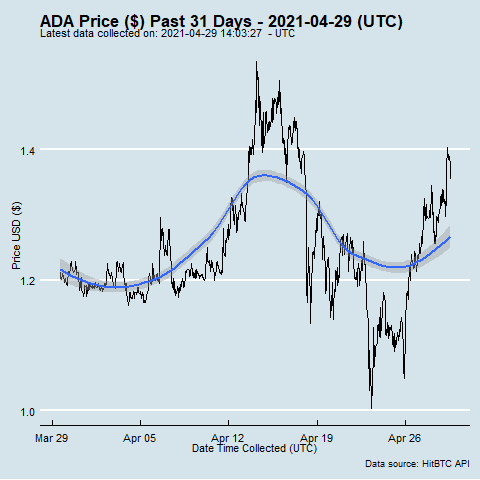 ADA Price ($) Past 31 Days - 2021-04-29 (UTC)
Latest data collected on: 2021-04-29 14:03:27 - UTC
Price USD ($)
1.4
1.2
1.0
Mar 29 Apr 05 Apr 12 Apr 19 Apr 26
Date Time Collected (UTC)
Data source: HitBTC API